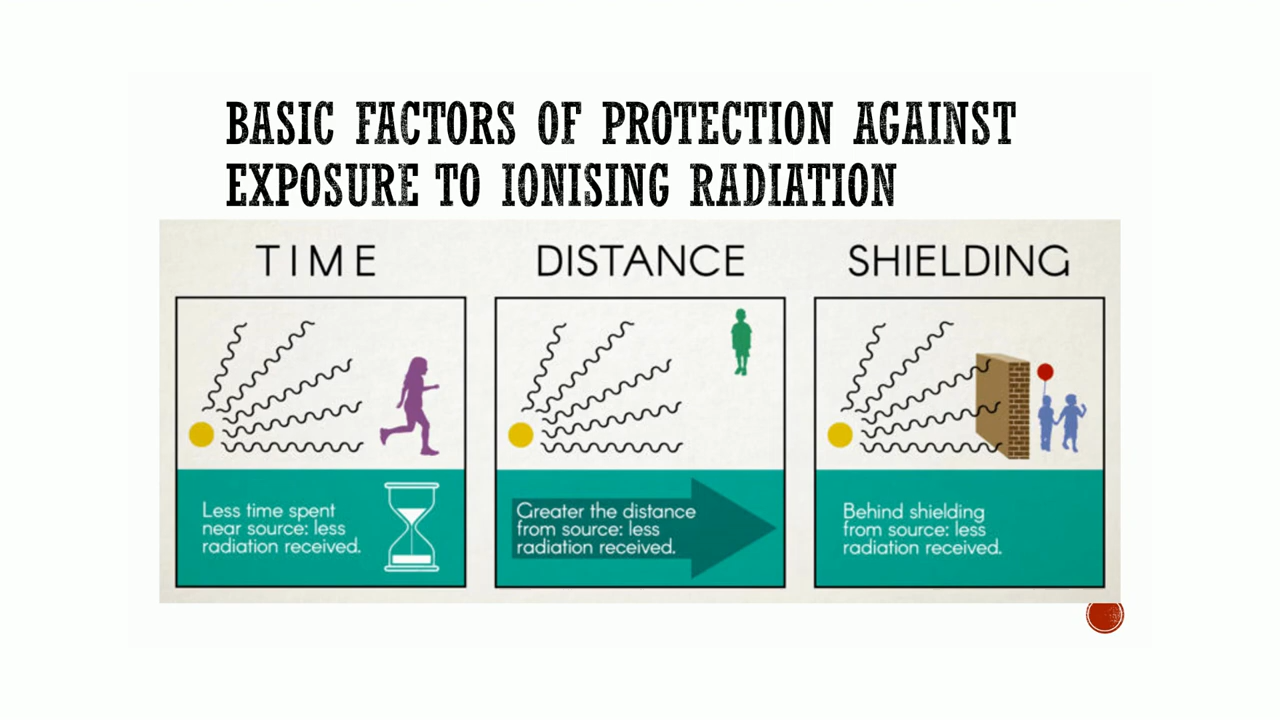 BASIC FACTORS OF PROTECTION AGAINST
EXPOSURE TO IONISING RADIATION
TIME
Less time spent
near source: less
radiation received.
DISTANCE
Greater the distance
from source: less
radiation received.
SHIELDING
Behind shielding
from source: less
radiation received.